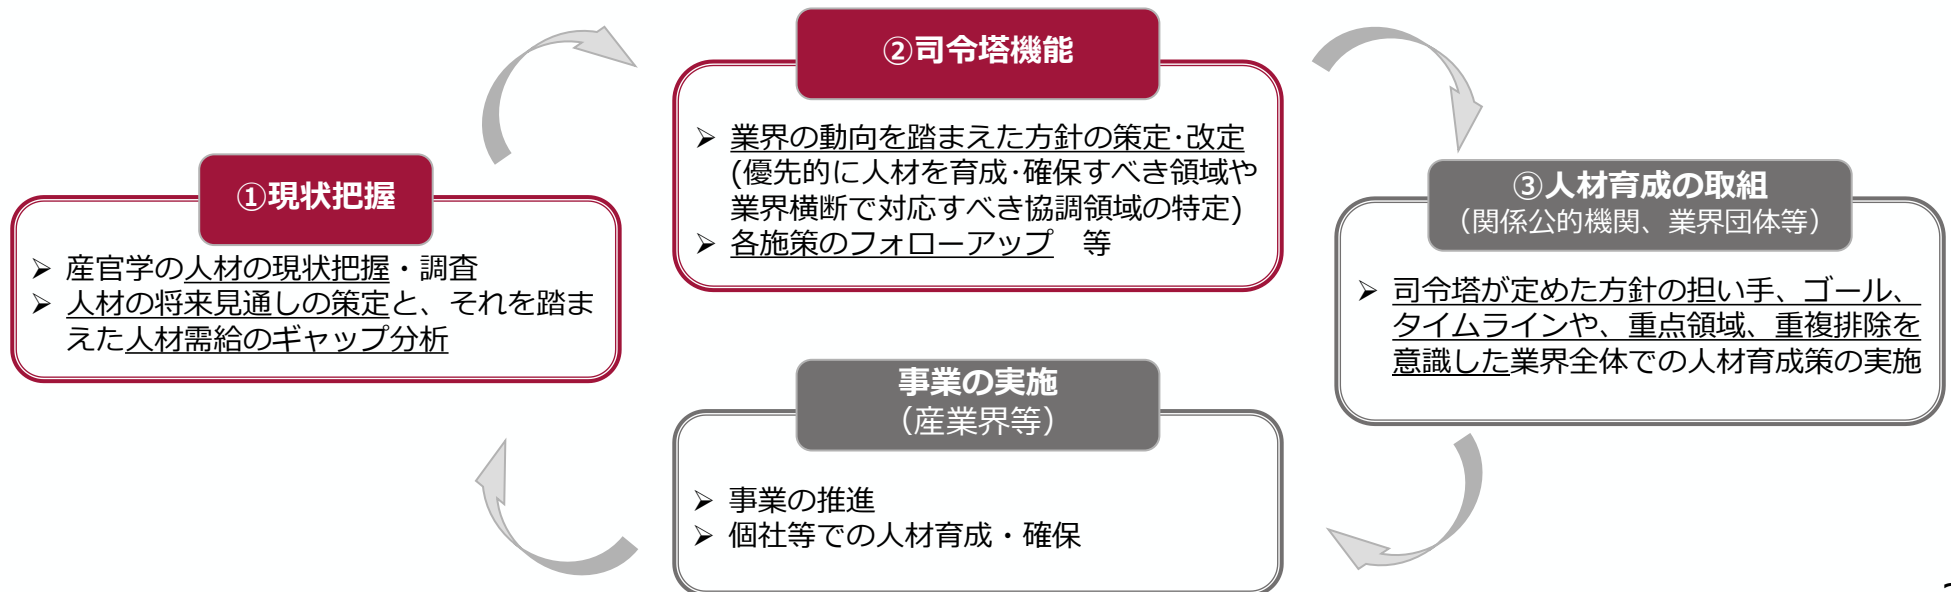 ①現状把握
➢ 産官学の人材の現状把握・調査
➢ 人材の将来見通しの策定と、それを踏ま
えた人材需給のギャップ分析
②司令塔機能
➢ 業界の動向を踏まえた方針の策定･改定
(優先的に人材を育成･確保すべき領域や
業界横断で対応すべき協調領域の特定)
➢ 各施策のフォローアップ　等
③人材育成の取組
（関係公的機関、業界団体等）
➢ 司令塔が定めた方針の担い手、ゴール、
タイムラインや、重点領域、重複排除を
意識した業界全体での人材育成策の実施
事業の実施
（産業界等）
➢ 事業の推進
➢ 個社等での人材育成・確保